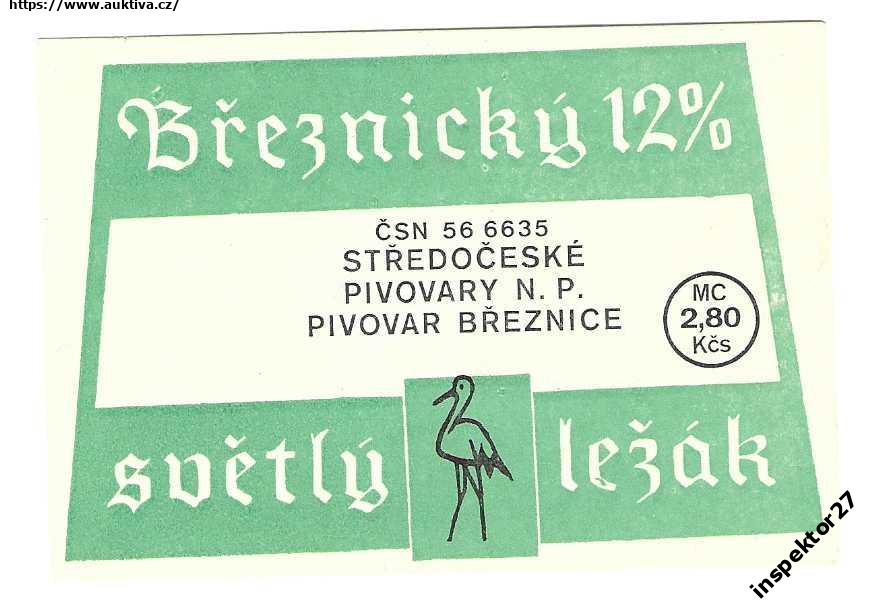 https://www.auktiva.cz/
Březnický 12%
ČSN 56 6635
STŘEDOČESKÉ
PIVOVARY N. P.
PIVOVAR BŘEZNICE
MC
2,80
Kčs
světlý ležák
inspektor27